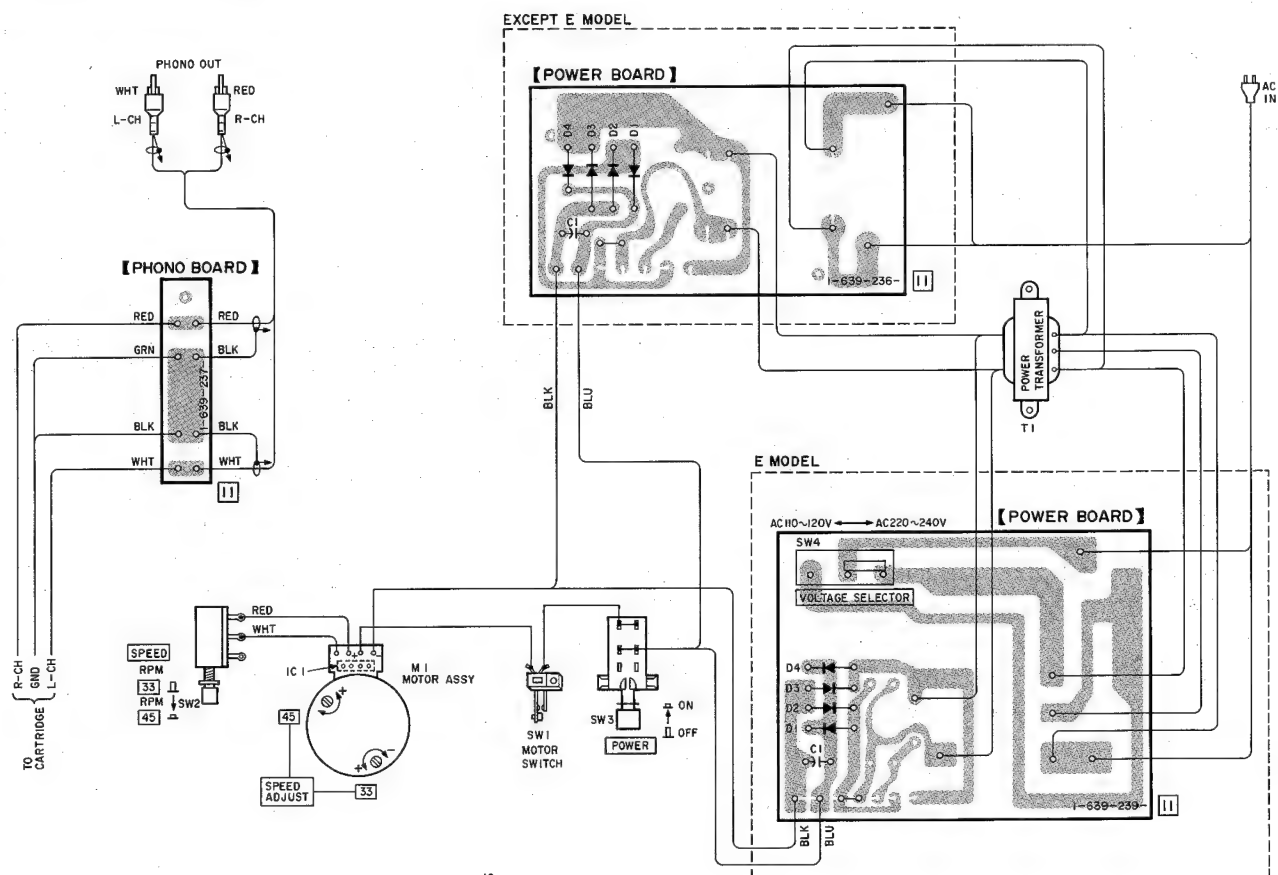 EXCEPT E MODEL
PHONO OUT
WHT
RED
L-CH
R-CH
【POWER BOARD】
D4
D3
D2
D1
C1
1-639-236-
11
AC
IN
【PHONO BOARD】
RED
RED
GRN
BLK
1-639-237-
BLK
BLK
WHT
WHT
11
BLK
BLU
POWER
TRANSFORMER
T1
E MODEL
AC110~120V ↔ AC220~240V
【POWER BOARD】
SW4
VOLTAGE SELECTOR
D4
D3
D2
D1
C1
1-639-239-
11
BLK
BLU
RED
WHT
SPEED
RPM
33
RPM
45
SW2
IC1
+
-
M1
MOTOR ASSY
+
-
+
45
SPEED
ADJUST
33
SW1
MOTOR
SWITCH
SW3
POWER
ON
OFF
R-CH
GND
L-CH
TO
CARTRIDGE